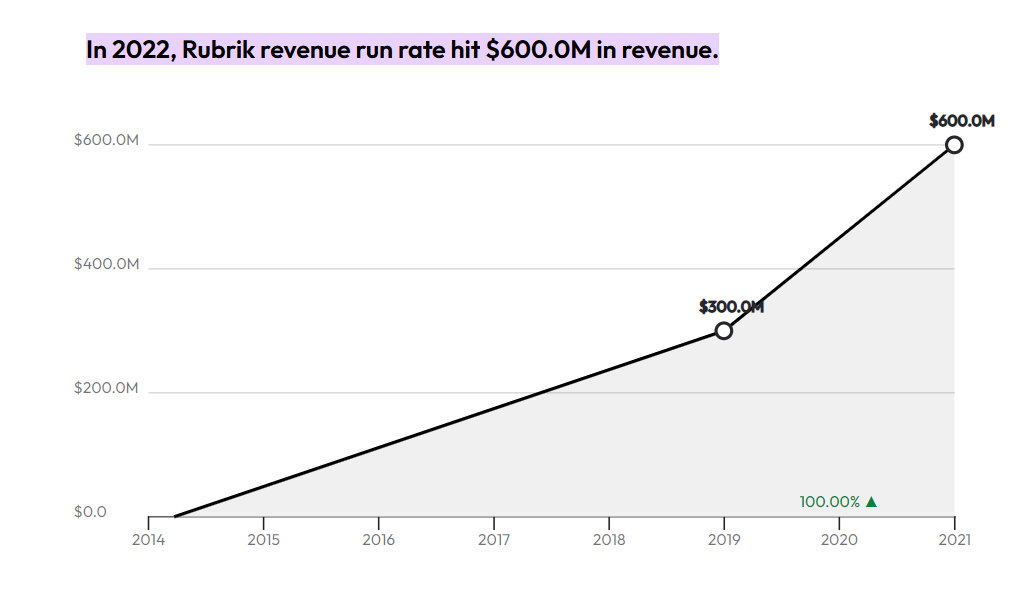 In 2022, Rubrik revenue run rate hit $600.0M in revenue.
$600.0M
$600.0M
$400.0M
$300.0M
$200.0M
100.00% ▲
$0.0
2014 2015 2016 2017 2018 2019 2020 2021